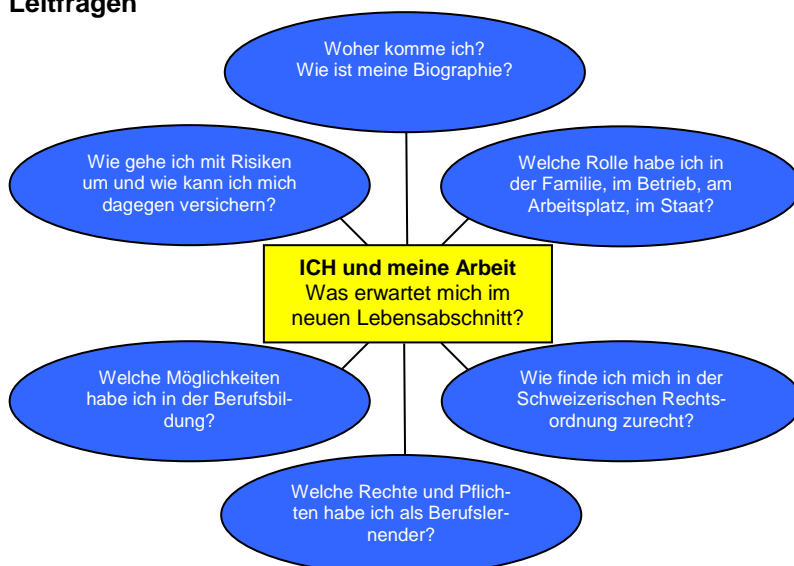 Leitfragen
Woher komme ich?
Wie ist meine Biographie?
Wie gehe ich mit Risiken
um und wie kann ich mich
dagegen versichern?
Welche Rolle habe ich in
der Familie, im Betrieb, am
Arbeitsplatz, im Staat?
ICH und meine Arbeit
Was erwartet mich im
neuen Lebensabschnitt?
Welche Möglichkeiten
habe ich in der Berufsbil-
dung?
Wie finde ich mich in der
Schweizerischen Rechts-
ordnung zurecht?
Welche Rechte und Pflich-
ten habe ich als Berufsler-
nender?